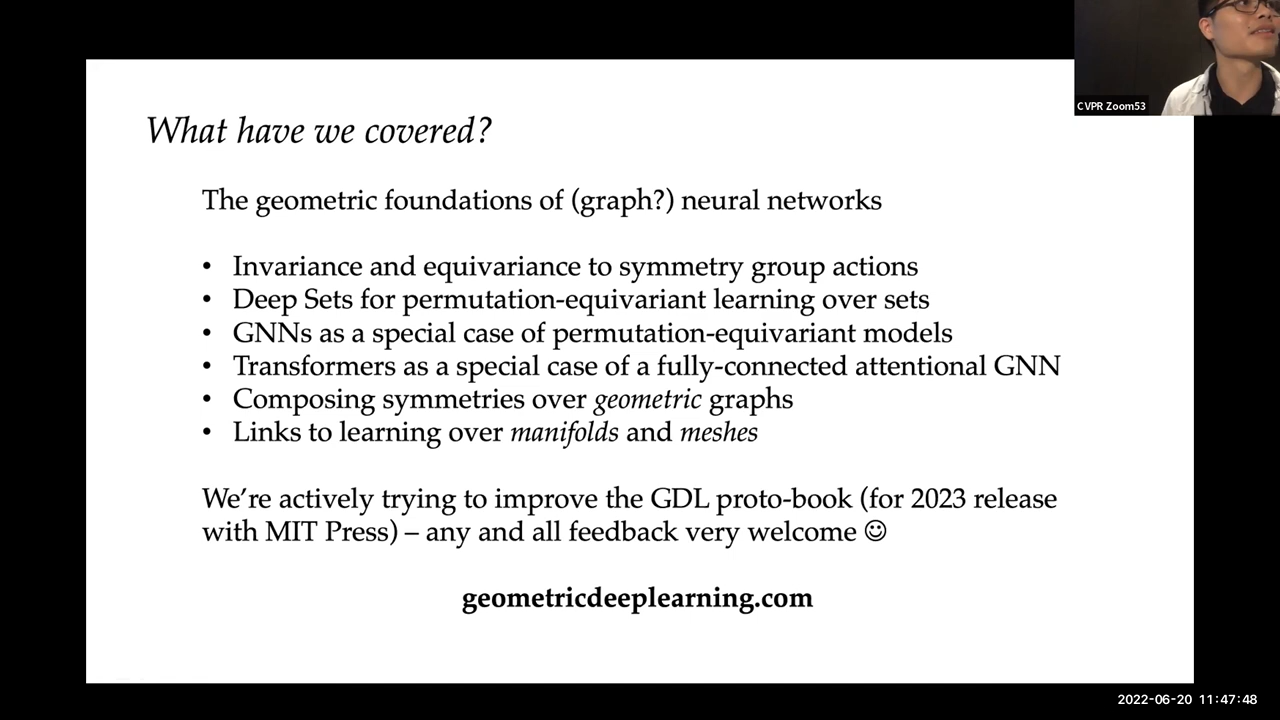 CVPR Zoom53
What have we covered?
The geometric foundations of (graph?) neural networks
• Invariance and equivariance to symmetry group actions
• Deep Sets for permutation-equivariant learning over sets
• GNNs as a special case of permutation-equivariant models
• Transformers as a special case of a fully-connected attentional GNN
• Composing symmetries over geometric graphs
• Links to learning over manifolds and meshes
We're actively trying to improve the GDL proto-book (for 2023 release
with MIT Press) – any and all feedback very welcome ☺
geometricdeeplearning.com
2022-06-20 11:47:48